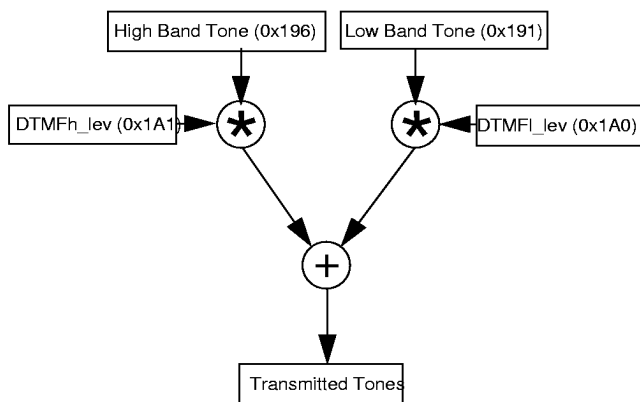 High Band Tone (0x196)
Low Band Tone (0x191)
DTMFh_lev (0x1A1)
*
*
DTMFl_lev (0x1A0)
+
Transmitted Tones